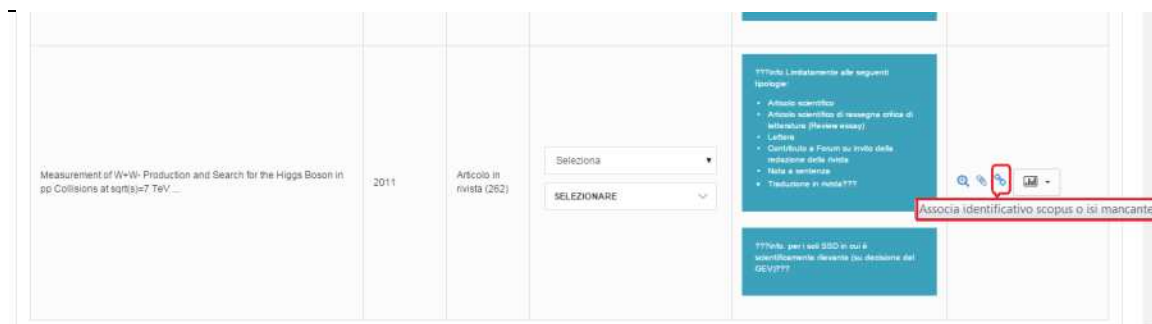 ???Info Limitatamente alle seguenti
tipologie:
• Articolo scientifico
• Articolo scientifico di rassegna critica di
letteratura (Review essay)
• Lettera
• Contributo a Forum su invito della
redazione della rivista
• Nota a sentenza
• Traduzione in rivista???
Measurement of W+W- Production and Search for the Higgs Boson in
pp Collisions at sqrt(s)=7 TeV....
2011
Articolo in
rivista (262)
Seleziona
SELEZIONARE
Associa identificativo scopus o isi mancante
???Info. per i soli SSD in cui è
scientificamente rilevante (su decisione del
GEV)???